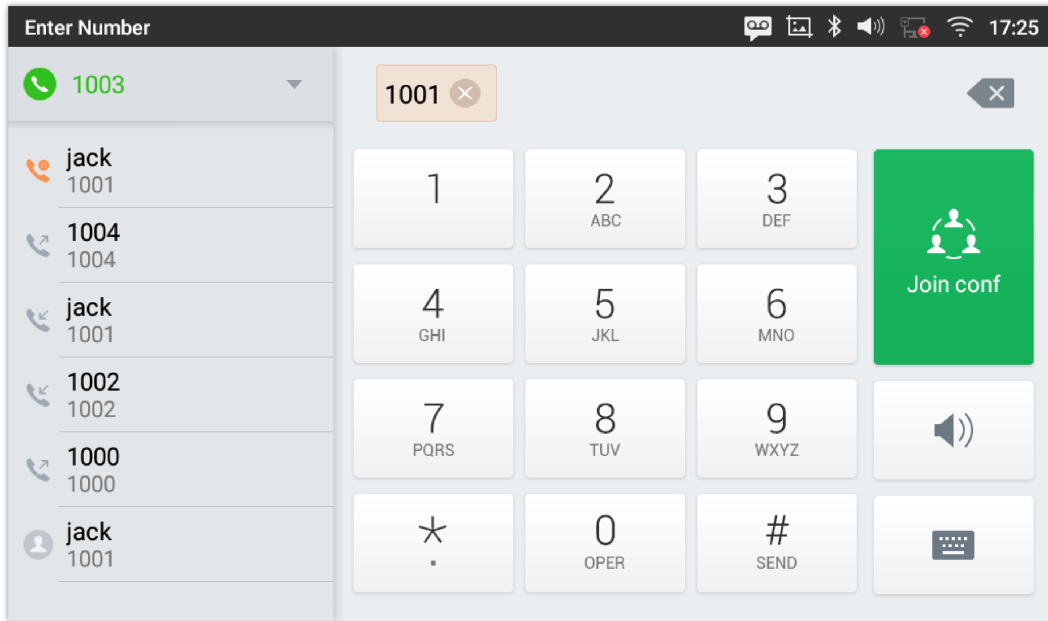 Enter Number
17:25
1003
jack
1001
1004
1004
jack
1001
1002
1002
1000
1000
jack
1001
1001
1
2
ABC
3
DEF
Join conf
4
GHI
5
JKL
6
MNO
7
PQRS
8
TUV
9
WXYZ
*
.
0
OPER
#
SEND